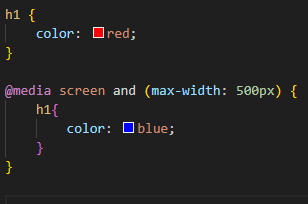 h1 {
    color: red;
}
@media screen and (max-width: 500px) {
    h1{
        color: blue;
    }
}